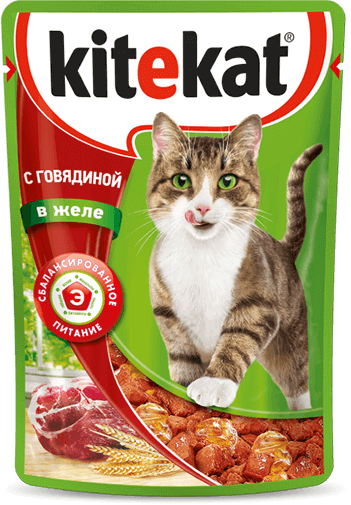 kitekat
С ГОВЯДИНОЙ
В ЖЕЛЕ
СБАЛАНСИРОВАННОЕ
Э
ПИТАНИЕ